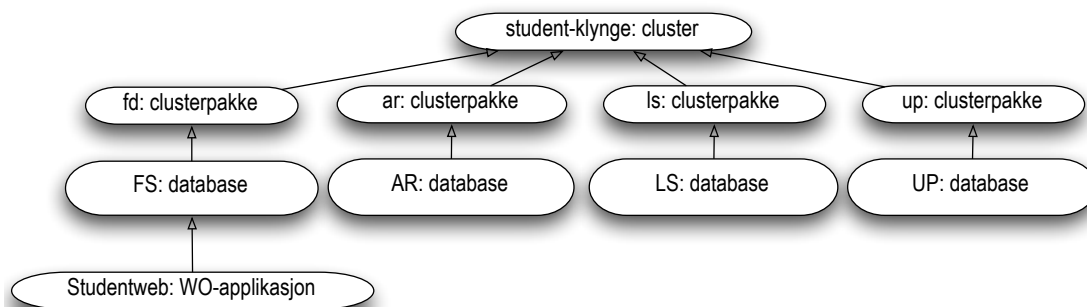 student-klynge: cluster
fd: clusterpakke
ar: clusterpakke
ls: clusterpakke
up: clusterpakke
FS: database
AR: database
LS: database
UP: database
Studentweb: WO-applikasjon